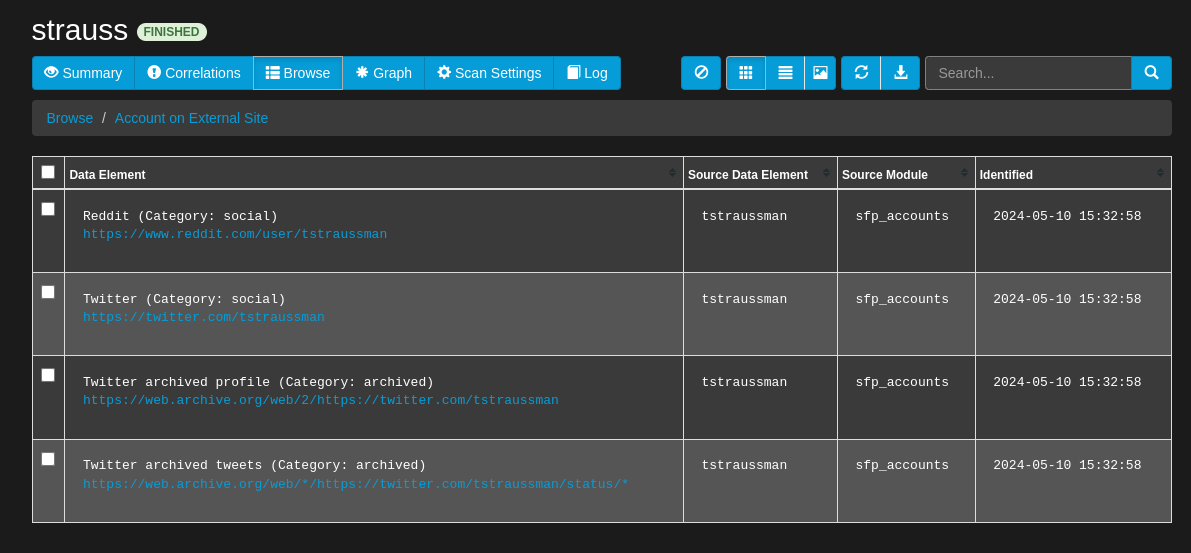 strauss FINISHED
Summary Correlations Browse Graph Scan Settings Log Search...
Browse / Account on External Site
Data Element Source Data Element Source Module Identified
Reddit (Category: social) tstraussman sfp_accounts 2024-05-10 15:32:58
https://www.reddit.com/user/tstraussman
Twitter (Category: social) tstraussman sfp_accounts 2024-05-10 15:32:58
https://twitter.com/tstraussman
Twitter archived profile (Category: archived) tstraussman sfp_accounts 2024-05-10 15:32:58
https://web.archive.org/web/2/https://twitter.com/tstraussman
Twitter archived tweets (Category: archived) tstraussman sfp_accounts 2024-05-10 15:32:58
https://web.archive.org/web/*/https://twitter.com/tstraussman/status/*